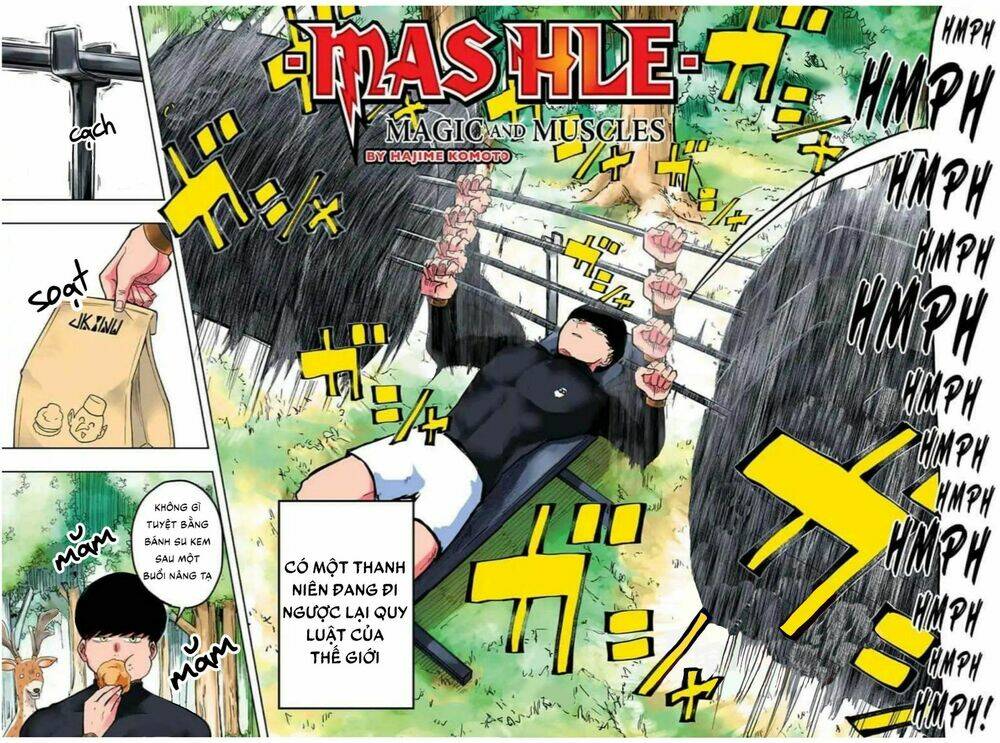 MASHLE
MAGIC AND MUSCLES
BY HAJIME KOMOTO
HMPH
HMPH
HMPH
HMPH
HMPH
HMPH
HMPH
HMPH
HMPH
HMPH
HMPH
HMPH!
ガシャ
ガシャ
ガシャ
ガシャ
ガシャ
ガシャ
CÓ MỘT THANH
NIÊN ĐANG ĐI
NGƯỢC LẠI QUY
LUẬT CỦA
THẾ GIỚI
cạch
soạt
KHÔNG GÌ
TUYỆT BẰNG
BÁNH SU KEM
SAU MỘT
BUỔI NÂNG TẠ
MĂM
MĂM